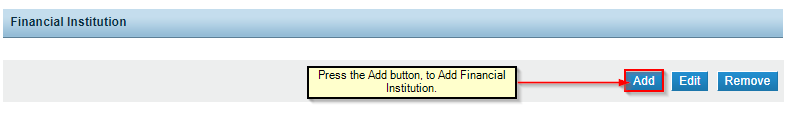 Financial Institution
Press the Add button, to Add Financial
Institution.
Add Edit Remove